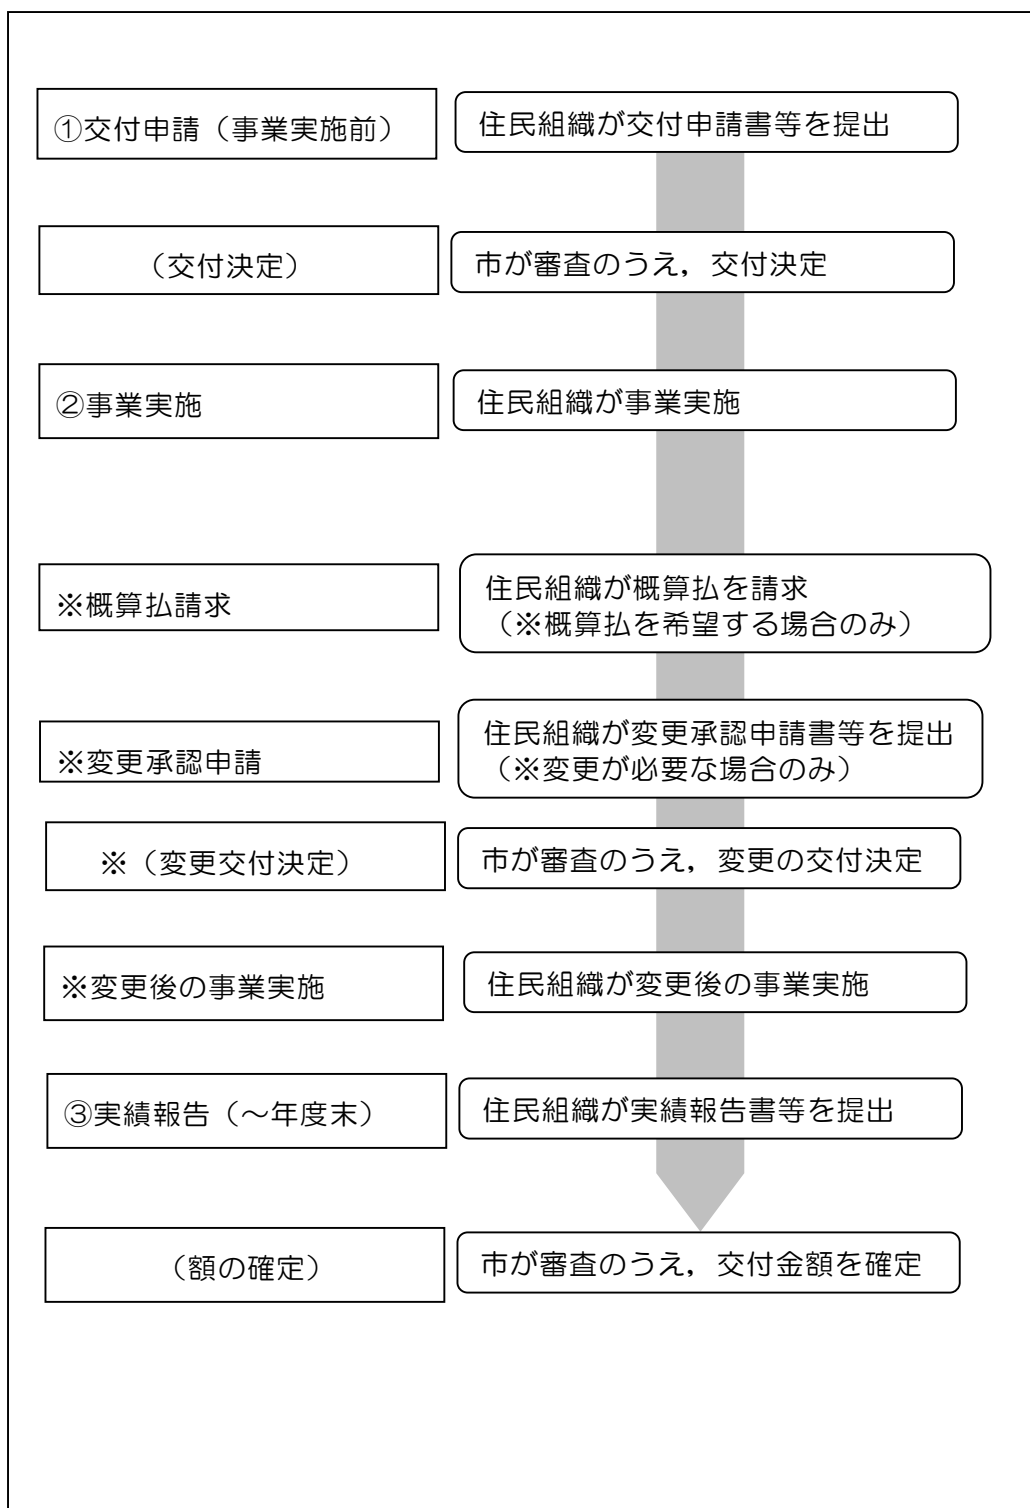 ①交付申請（事業実施前）
住民組織が交付申請書等を提出
（交付決定）
市が審査のうえ，交付決定
②事業実施
住民組織が事業実施
※概算払請求
住民組織が概算払を請求
（※概算払を希望する場合のみ）
※変更承認申請
住民組織が変更承認申請書等を提出
（※変更が必要な場合のみ）
※（変更交付決定）
市が審査のうえ，変更の交付決定
※変更後の事業実施
住民組織が変更後の事業実施
③実績報告（～年度末）
住民組織が実績報告書等を提出
（額の確定）
市が審査のうえ，交付金額を確定